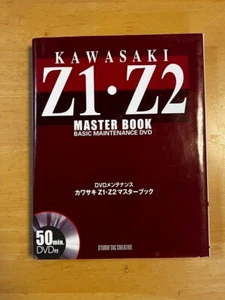 KAWASAKI
Z1・Z2
MASTER BOOK
BASIC MAINTENANCE DVD
DVDメンテナンス
カワサキ Z1・Z2マスターブック
50min.
DVD付
STUDIO TAC CREATIVE